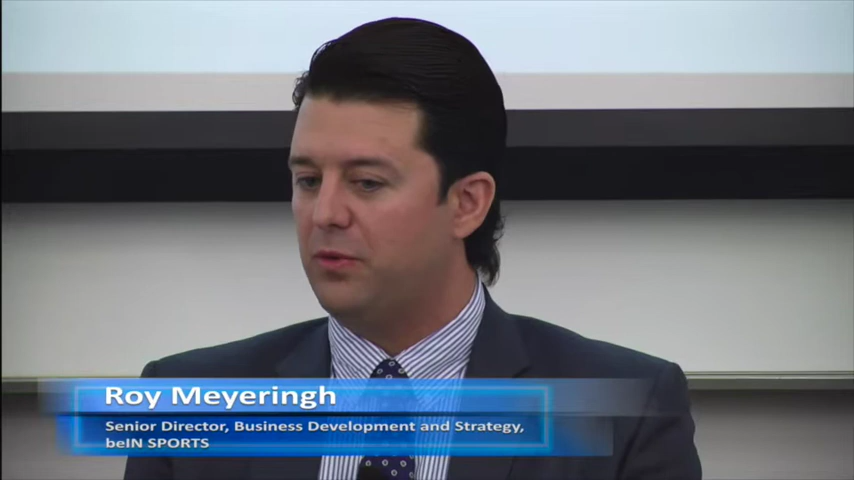 Roy Meyeringh
Senior Director, Business Development and Strategy,
beIN SPORTS